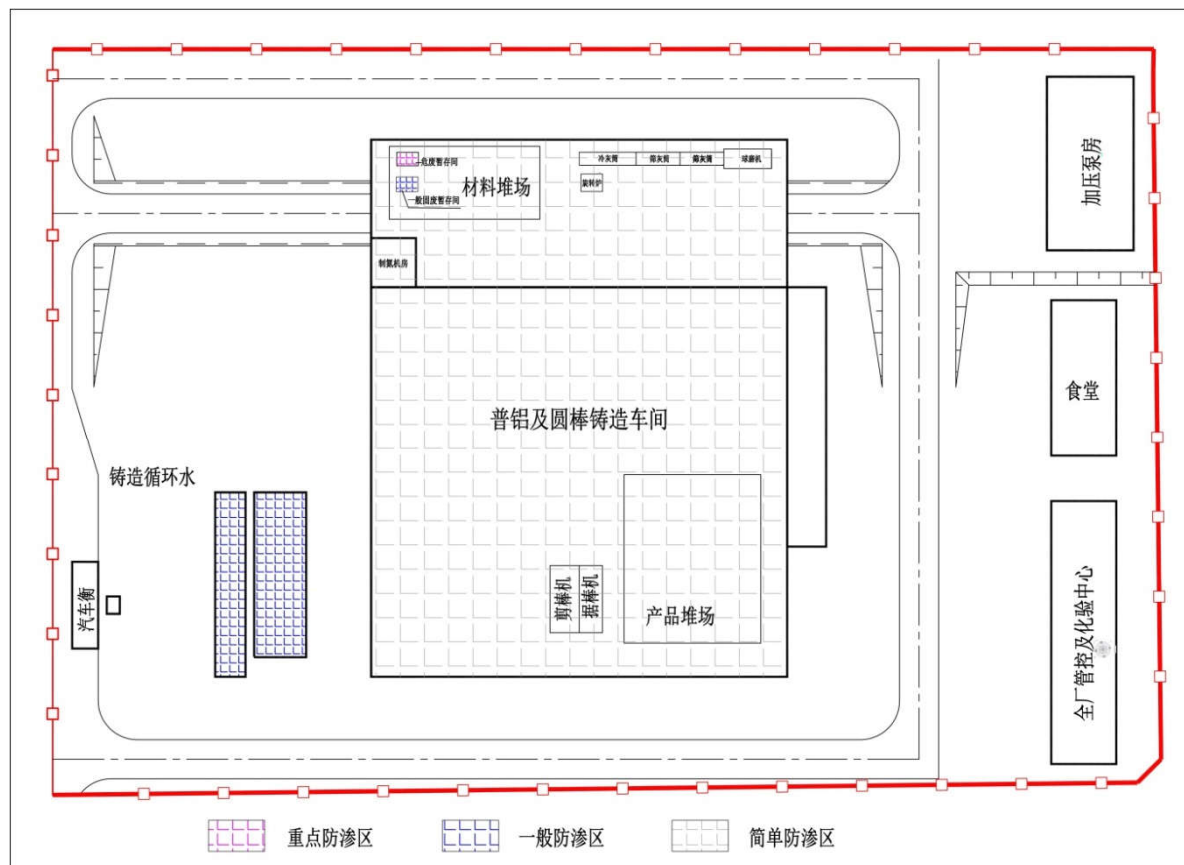 危废暂存间
一般固废暂存间
材料堆场
冷灰筒
筛灰筒
筛灰筒
球磨机
旋转炉
制氮机房
加压泵房
食堂
普铝及圆棒铸造车间
铸造循环水
汽车衡
剪棒机
据棒机
产品堆场
全厂管控及化验中心
重点防渗区
一般防渗区
简单防渗区